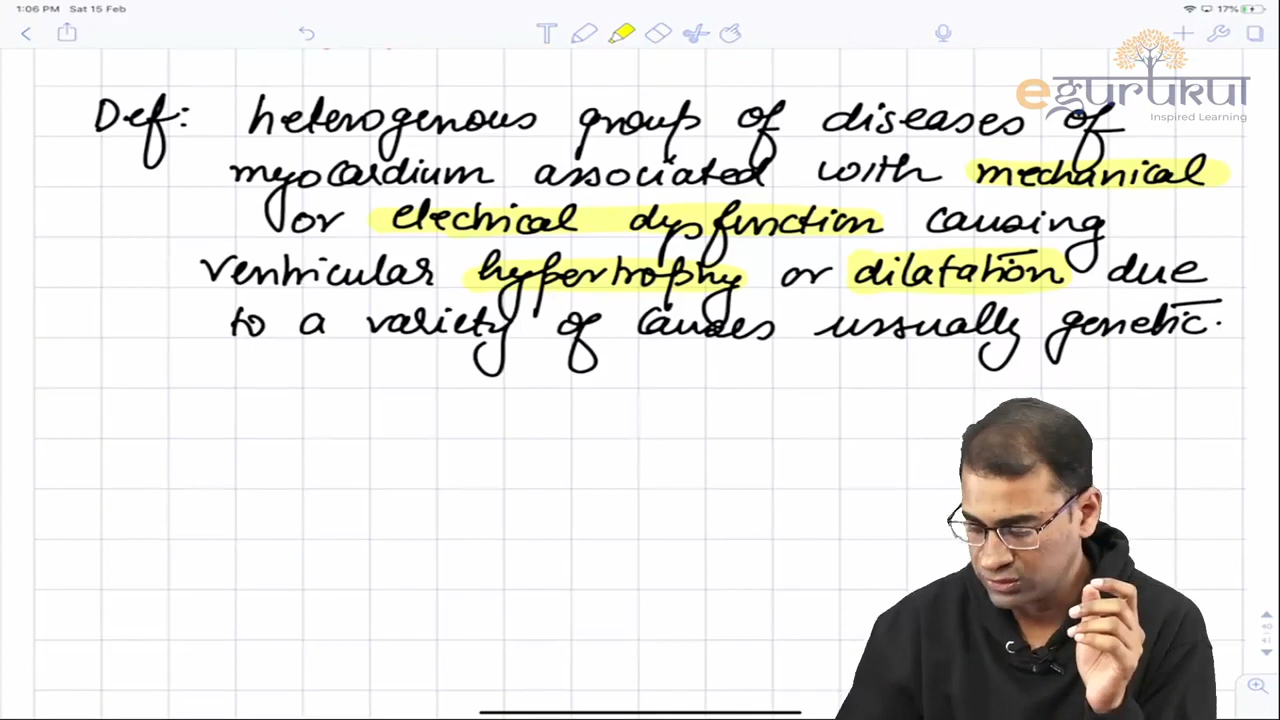 1:06 PM Sat 15 Feb
17%
egurukul
Inspired Learning
Def: heterogenous group of diseases of
myocardium associated with mechanical
or electrical dysfunction causing
ventricular hypertrophy or dilatation due
to a variety of causes ussually genetic.